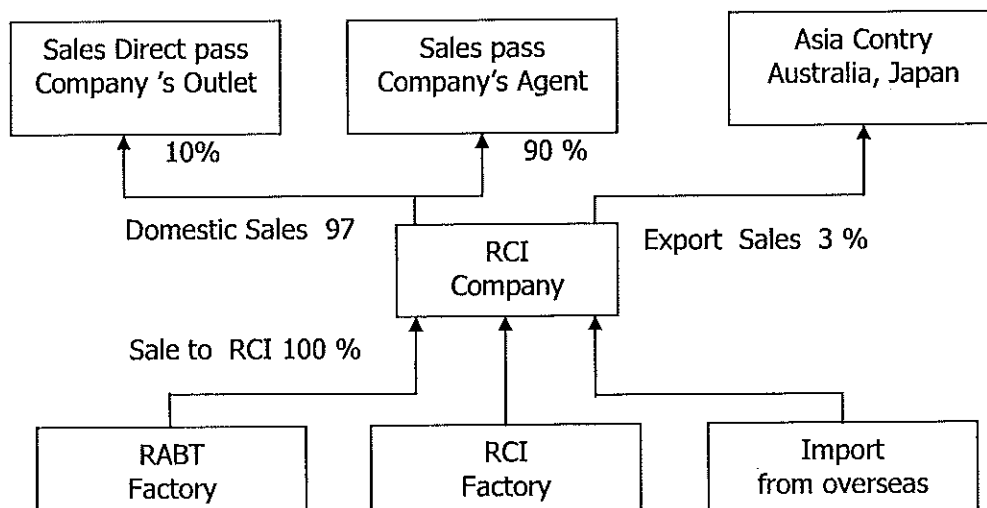 Sales Direct pass
Company 's Outlet
Sales pass
Company's Agent
Asia Contry
Australia, Japan
10%
90 %
Domestic Sales 97
Export Sales 3 %
RCI
Company
Sale to RCI 100 %
RABT
Factory
RCI
Factory
Import
from overseas